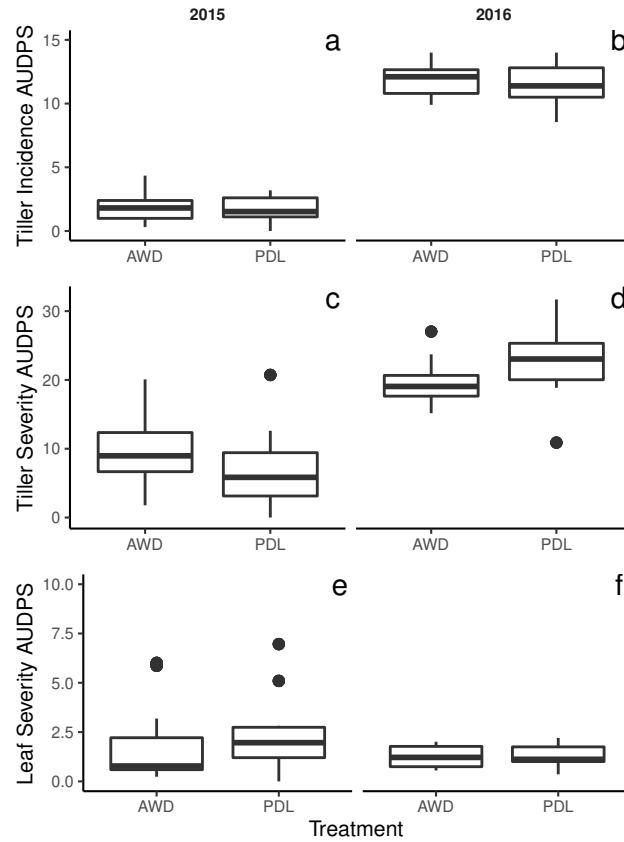 2015
2016
a
b
Tiller Incidence AUDPS
15
10
5
0
AWD
PDL
AWD
PDL
c
d
Tiller Severity AUDPS
30
20
10
0
AWD
PDL
AWD
PDL
e
f
Leaf Severity AUDPS
10.0
7.5
5.0
2.5
0.0
AWD
PDL
AWD
PDL
Treatment